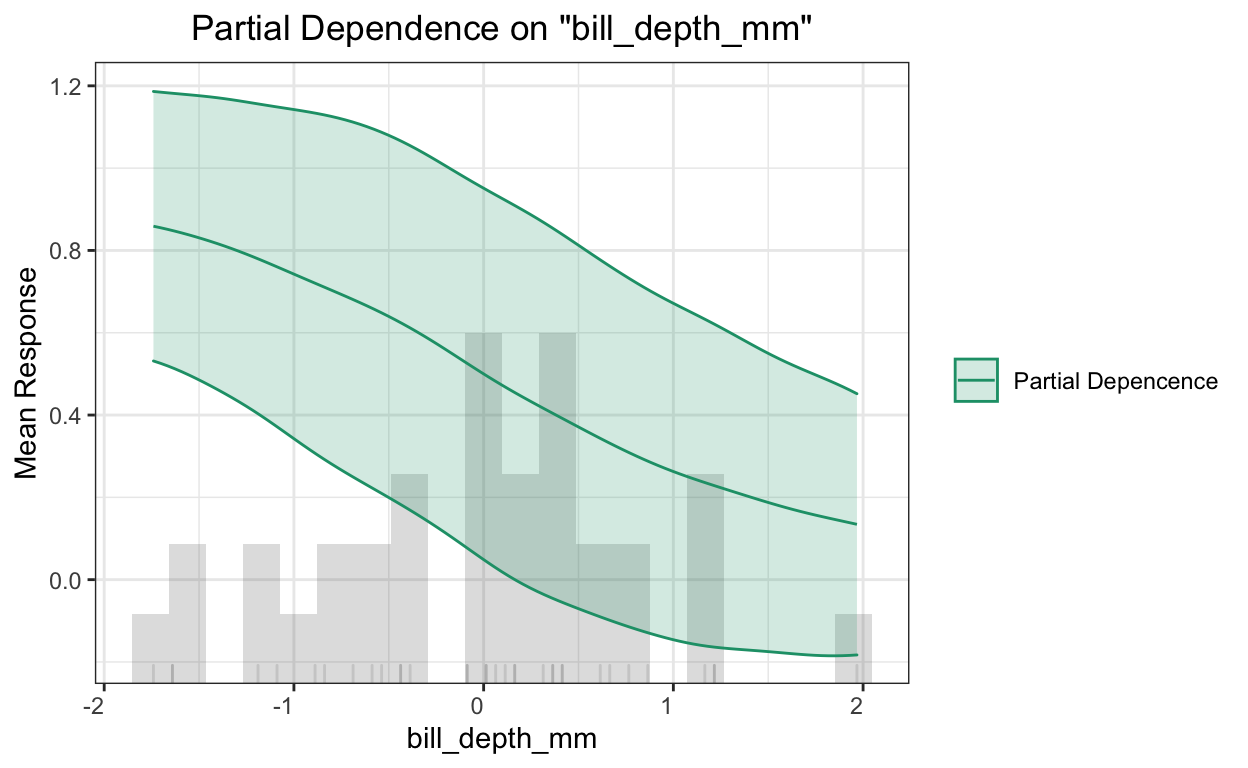 Partial Dependence on "bill_depth_mm"
1.2
0.8
0.4
0.0
Mean Response
-2
-1
0
1
2
bill_depth_mm
Partial Depencence